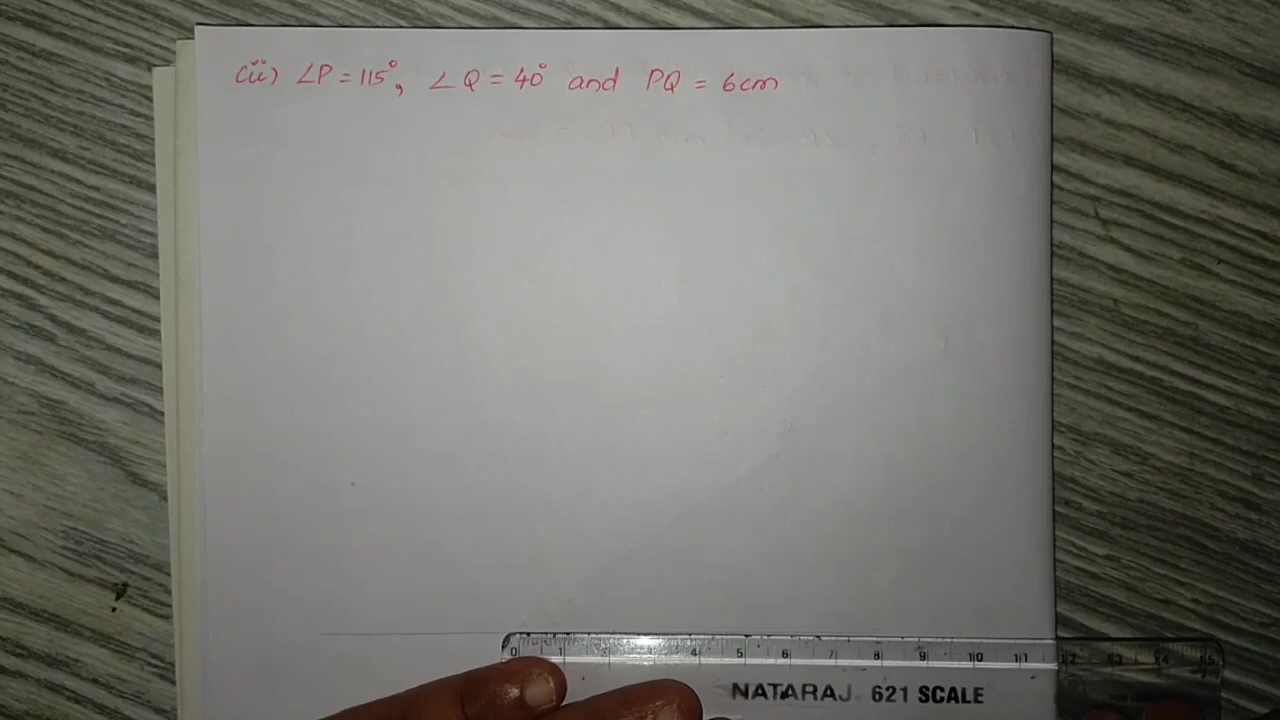 (ii) ∠P = 115°, ∠Q = 40° and PQ = 6cm
0 1 2 3 4 5 6 7 8 9 10 11 12 13 14 15
NATARAJ 621 SCALE